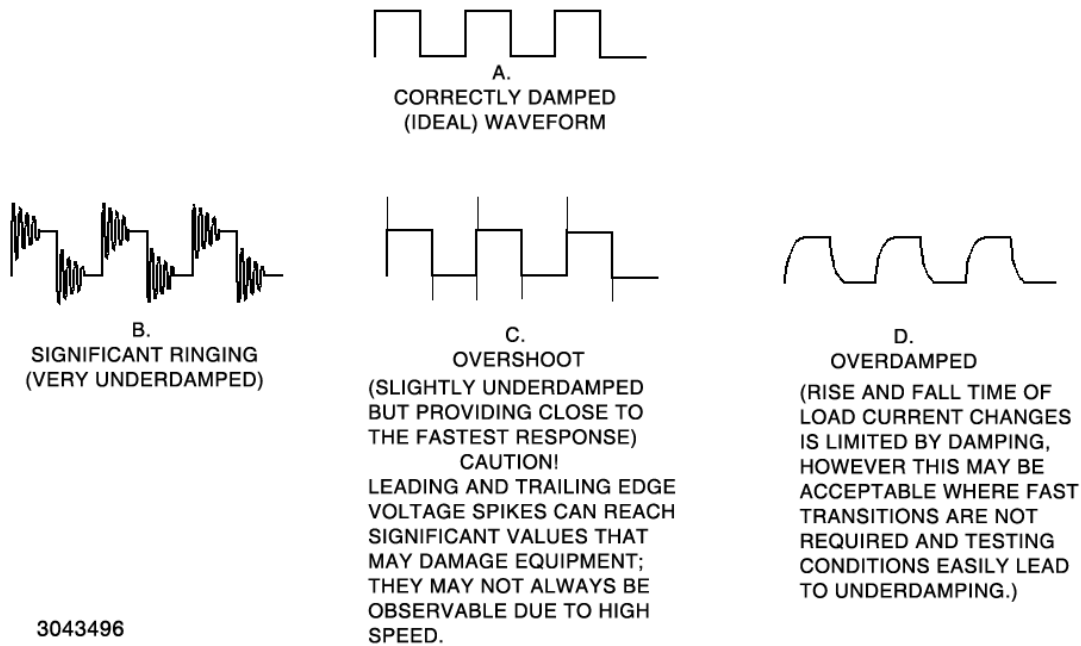 A.
CORRECTLY DAMPED
(IDEAL) WAVEFORM
B.
SIGNIFICANT RINGING
(VERY UNDERDAMPED)
C.
OVERSHOOT
(SLIGHTLY UNDERDAMPED
BUT PROVIDING CLOSE TO
THE FASTEST RESPONSE)
CAUTION!
LEADING AND TRAILING EDGE
VOLTAGE SPIKES CAN REACH
SIGNIFICANT VALUES THAT
MAY DAMAGE EQUIPMENT;
THEY MAY NOT ALWAYS BE
OBSERVABLE DUE TO HIGH
SPEED.
D.
OVERDAMPED
(RISE AND FALL TIME OF
LOAD CURRENT CHANGES
IS LIMITED BY DAMPING,
HOWEVER THIS MAY BE
ACCEPTABLE WHERE FAST
TRANSITIONS ARE NOT
REQUIRED AND TESTING
CONDITIONS EASILY LEAD
TO UNDERDAMPING.)
3043496